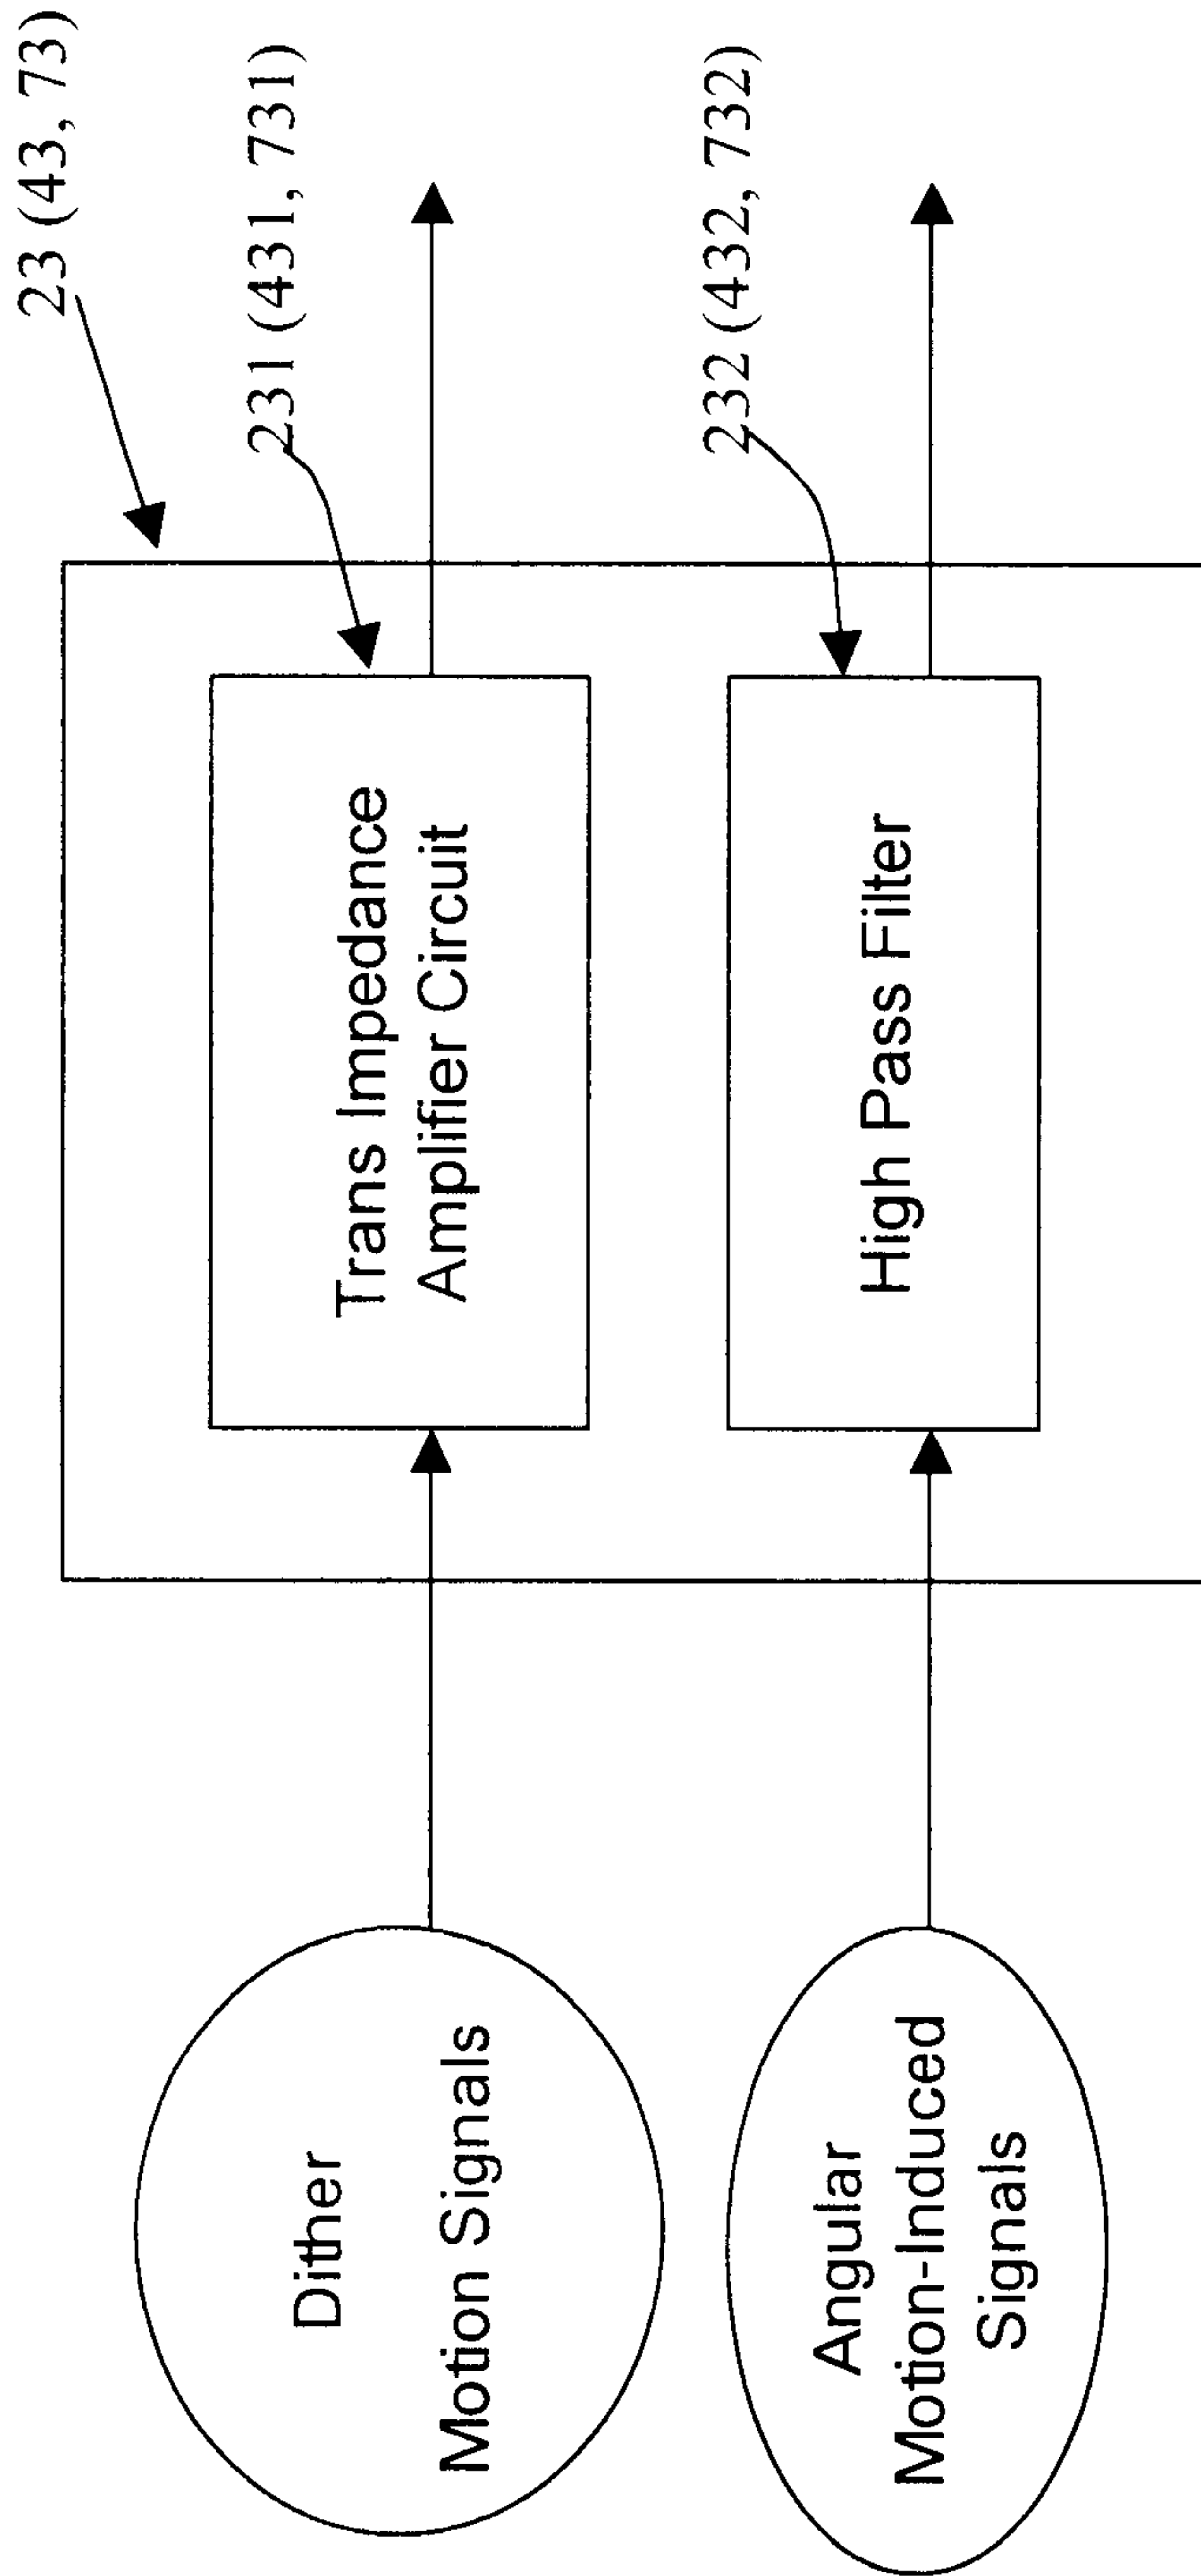 23 (43, 73)
231 (431, 731)
Dither
Motion Signals
Trans Impedance
Amplifier Circuit
232 (432, 732)
Angular
Motion-Induced
Signals
High Pass Filter